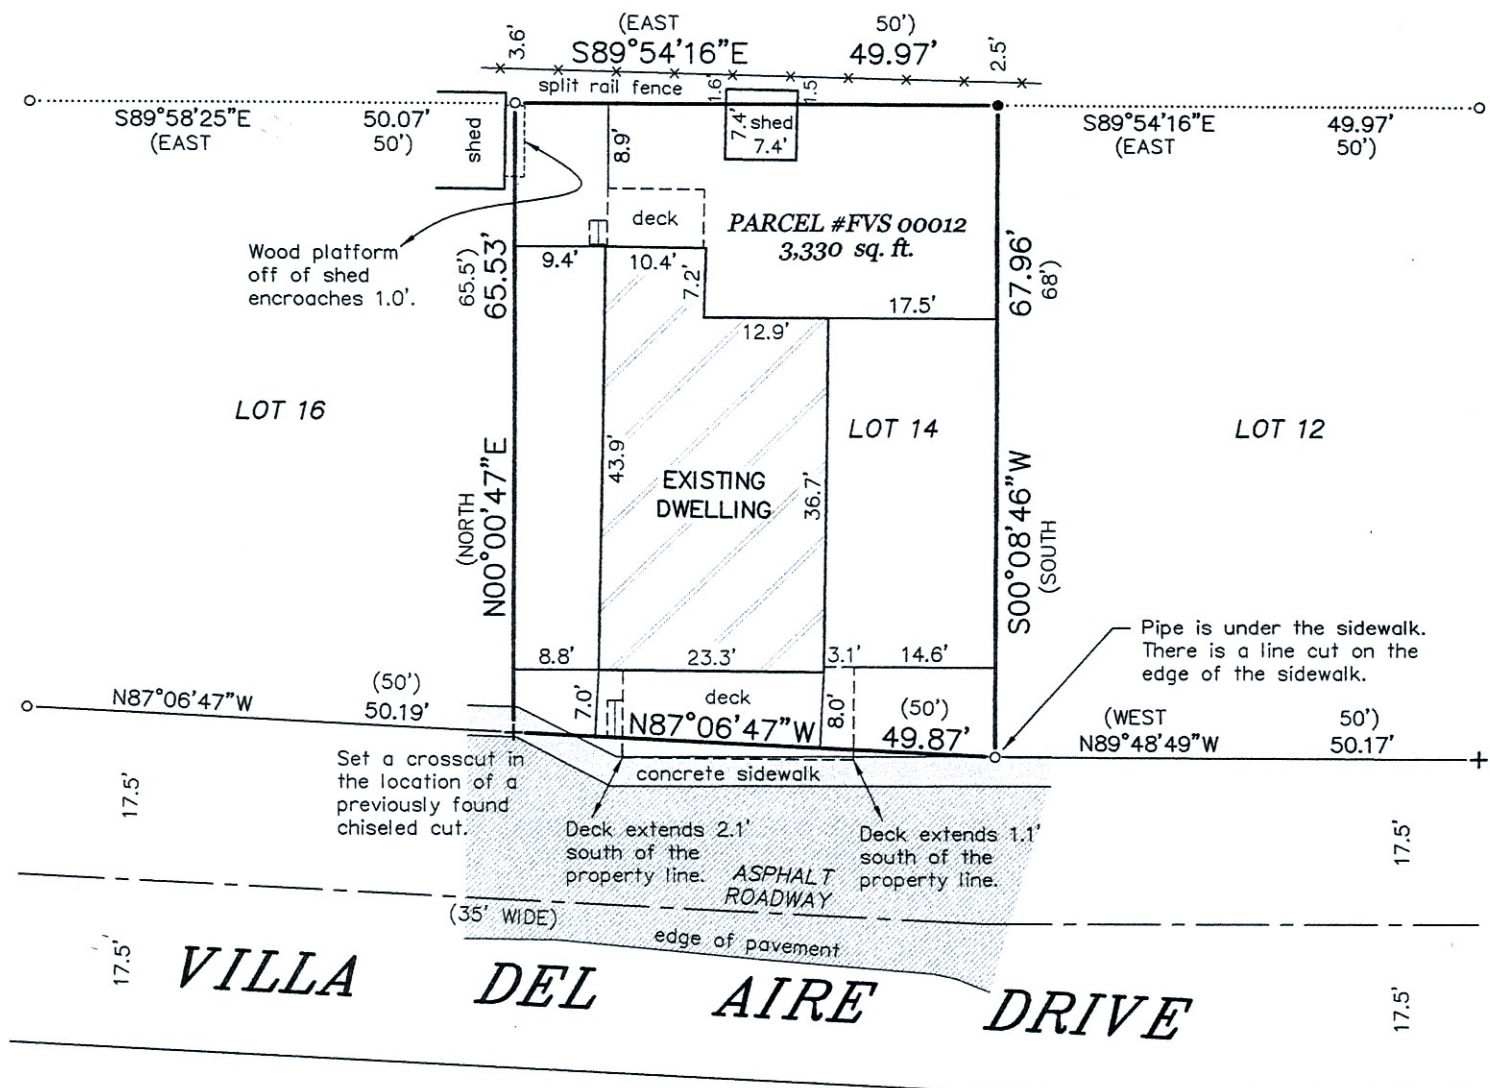 (EAST 50')
S89°54'16"E 49.97'
3.6'
2.5'
split rail fence
1.6'
1.5'
S89°58'25"E 50.07'
(EAST 50')
shed
8.9'
7.4'
shed
7.4'
S89°54'16"E 49.97'
(EAST 50')
deck
PARCEL #FVS 00012
3,330 sq. ft.
Wood platform
off of shed
encroaches 1.0'.
65.5')
65.53'
9.4'
10.4'
7.2'
17.5'
12.9'
67.96'
68')
LOT 16
LOT 14
LOT 12
(NORTH
N00°00'47"E
43.9'
EXISTING
DWELLING
36.7'
S00°08'46"W
(SOUTH
Pipe is under the sidewalk.
There is a line cut on the
edge of the sidewalk.
8.8'
23.3'
3.1'
14.6'
N87°06'47"W
(50')
50.19'
7.0'
deck
N87°06'47"W
8.0'
(50')
49.87'
(WEST 50')
N89°48'49"W 50.17'
Set a crosscut in
the location of a
previously found
chiseled cut.
concrete sidewalk
17.5'
Deck extends 2.1'
south of the
property line.
Deck extends 1.1'
south of the
property line.
17.5'
ASPHALT
ROADWAY
(35' WIDE)
edge of pavement
17.5'
VILLA DEL AIRE DRIVE
17.5'